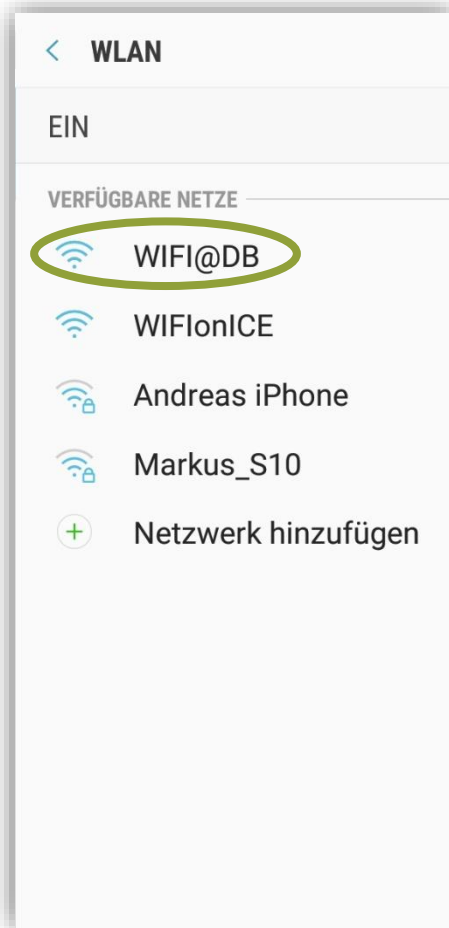 WLAN
EIN
VERFÜGBARE NETZE
WIFI@DB
WIFIonICE
Andreas iPhone
Markus_S10
Netzwerk hinzufügen